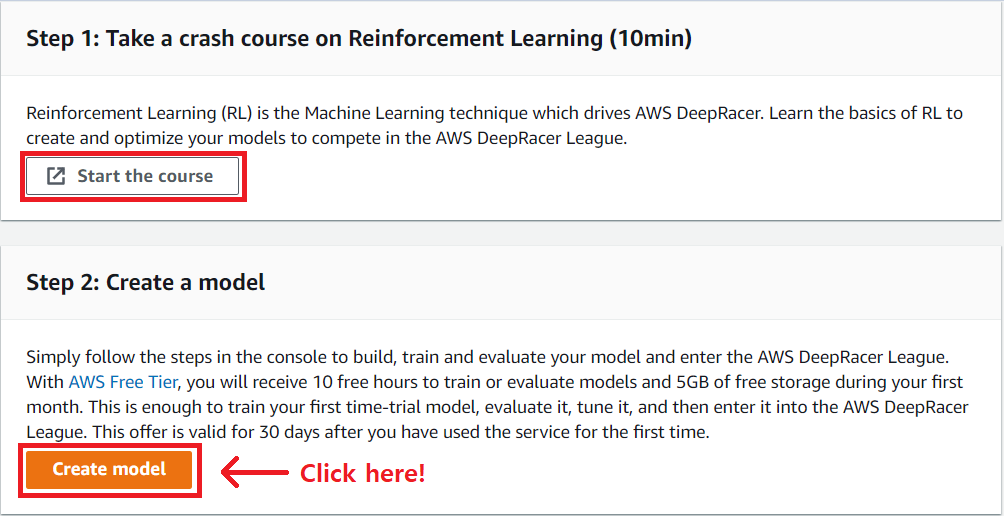 Step 1: Take a crash course on Reinforcement Learning (10min)
Reinforcement Learning (RL) is the Machine Learning technique which drives AWS DeepRacer. Learn the basics of RL to
create and optimize your models to compete in the AWS DeepRacer League.
Start the course
Step 2: Create a model
Simply follow the steps in the console to build, train and evaluate your model and enter the AWS DeepRacer League.
With AWS Free Tier, you will receive 10 free hours to train or evaluate models and 5GB of free storage during your first
month. This is enough to train your first time-trial model, evaluate it, tune it, and then enter it into the AWS DeepRacer
League. This offer is valid for 30 days after you have used the service for the first time.
Create model
Click here!